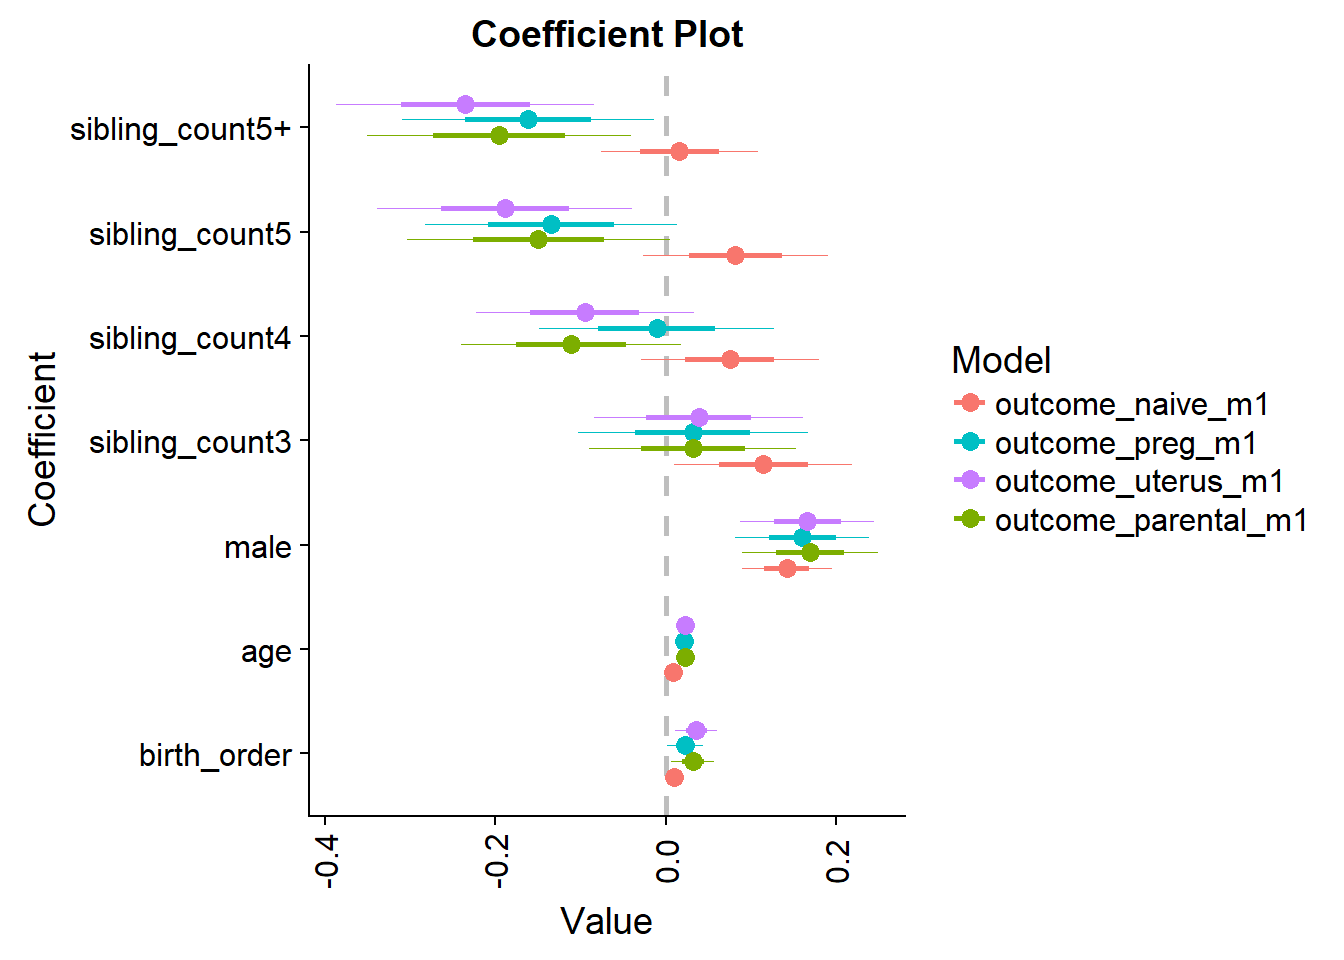 Coefficient Plot
Coefficient
sibling_count5+
sibling_count5
sibling_count4
sibling_count3
male
age
birth_order
-0.4
-0.2
0.0
0.2
Value
Model
outcome_naive_m1
outcome_preg_m1
outcome_uterus_m1
outcome_parental_m1